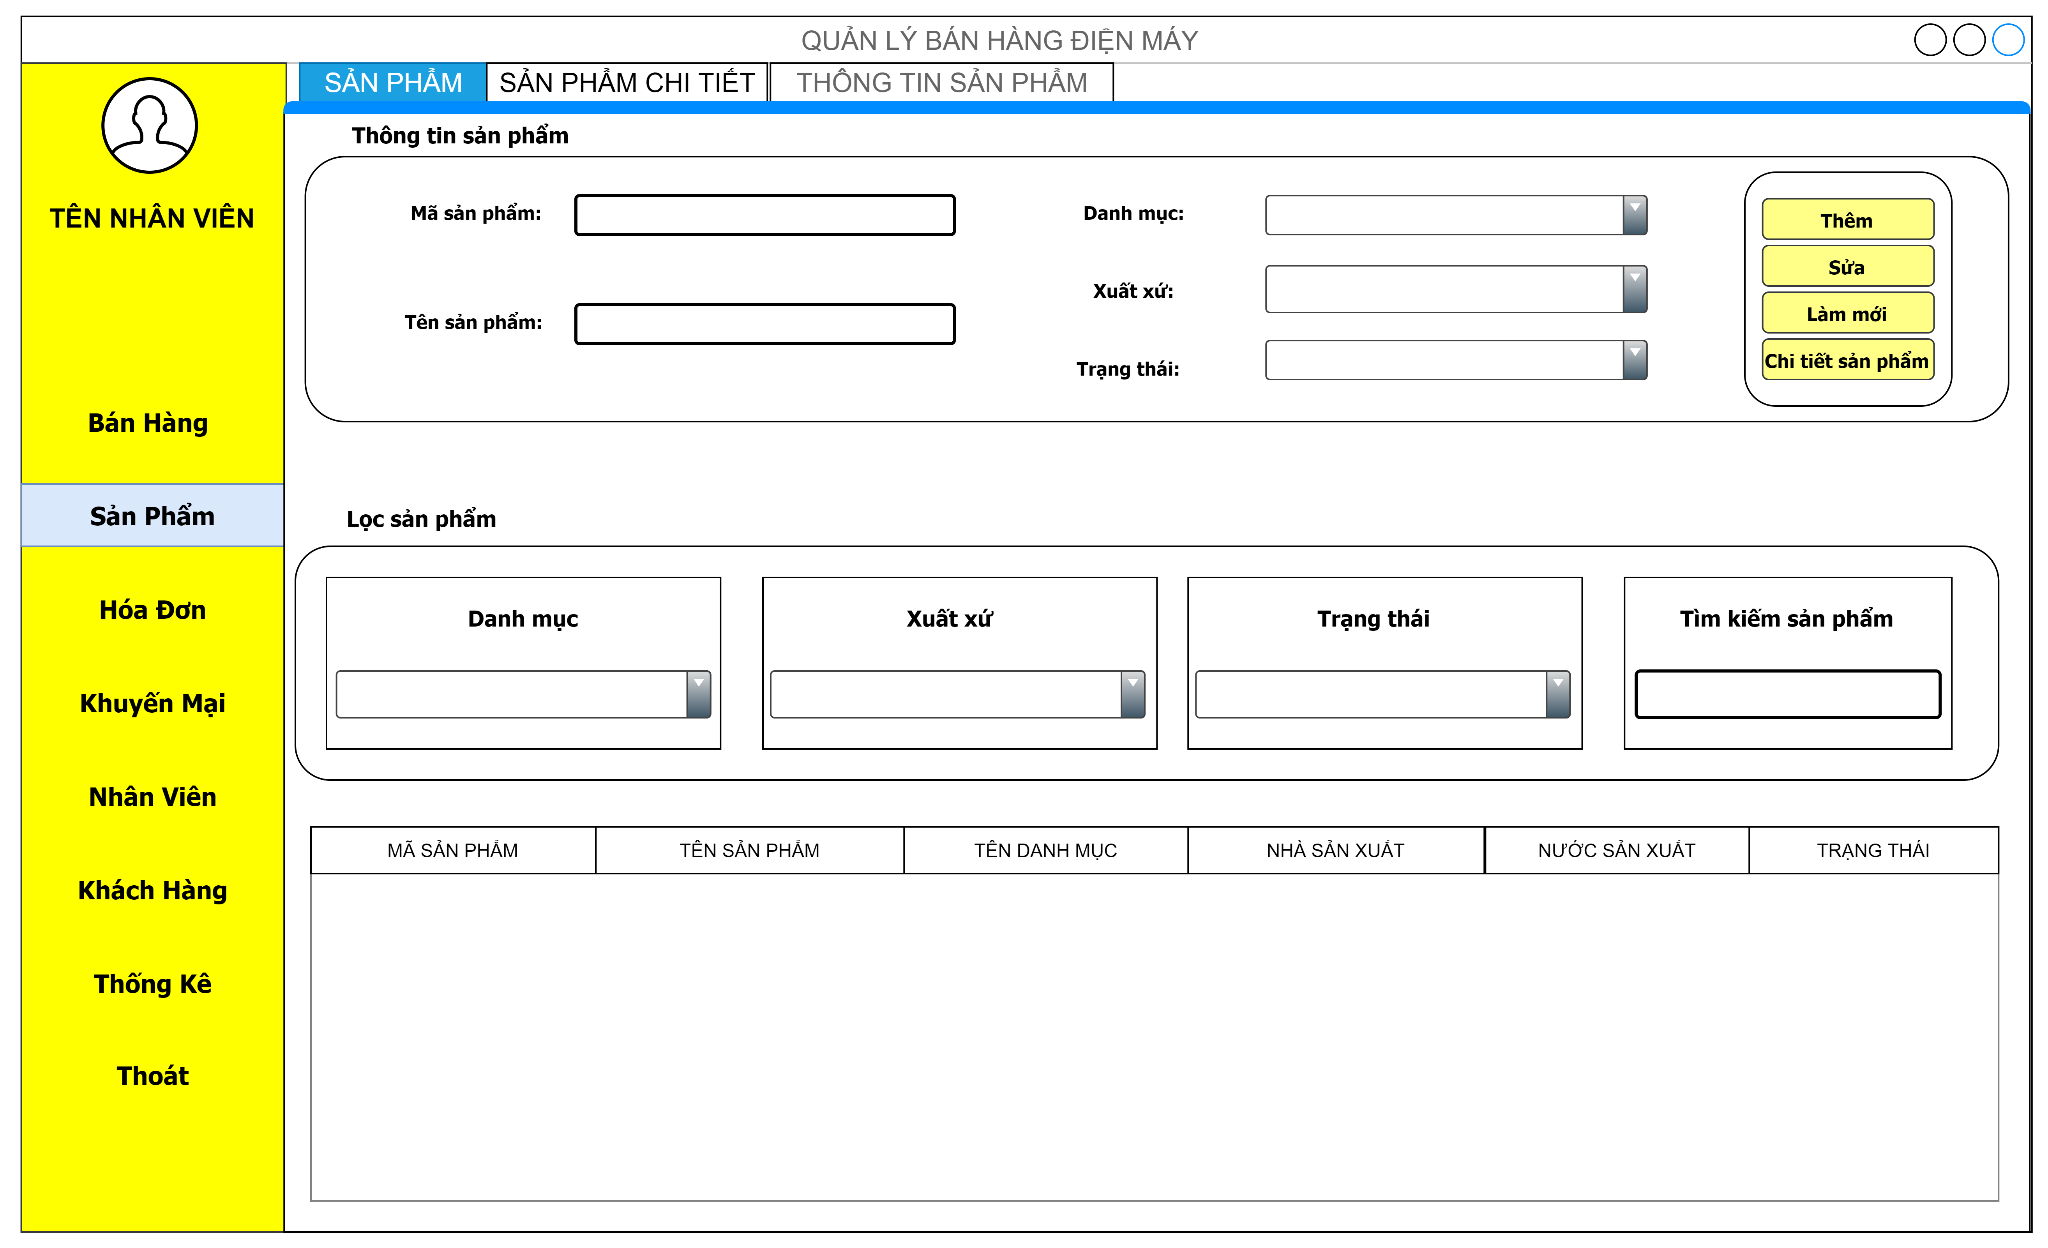 QUẢN LÝ BÁN HÀNG ĐIỆN MÁY
SẢN PHẨM
SẢN PHẨM CHI TIẾT
THÔNG TIN SẢN PHẨM
TÊN NHÂN VIÊN
Bán Hàng
Sản Phẩm
Hóa Đơn
Khuyến Mại
Nhân Viên
Khách Hàng
Thống Kê
Thoát
Thông tin sản phẩm
Mã sản phẩm:
Tên sản phẩm:
Danh mục:
Xuất xứ:
Trạng thái:
Thêm
Sửa
Làm mới
Chi tiết sản phẩm
Lọc sản phẩm
Danh mục
Xuất xứ
Trạng thái
Tìm kiếm sản phẩm
MÃ SẢN PHẨM
TÊN SẢN PHẨM
TÊN DANH MỤC
NHÀ SẢN XUẤT
NƯỚC SẢN XUẤT
TRẠNG THÁI